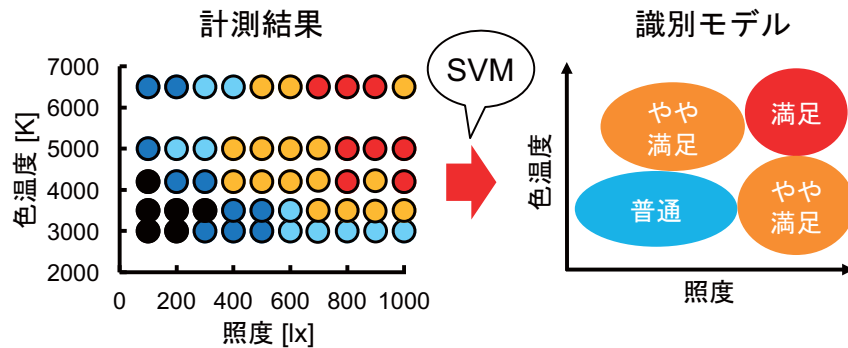 計測結果
識別モデル
SVM
7000
6000
5000
4000
3000
2000
0
200
400
600
800
1000
色温度 [K]
照度 [lx]
やや
満足
満足
普通
やや
満足
色温度
照度